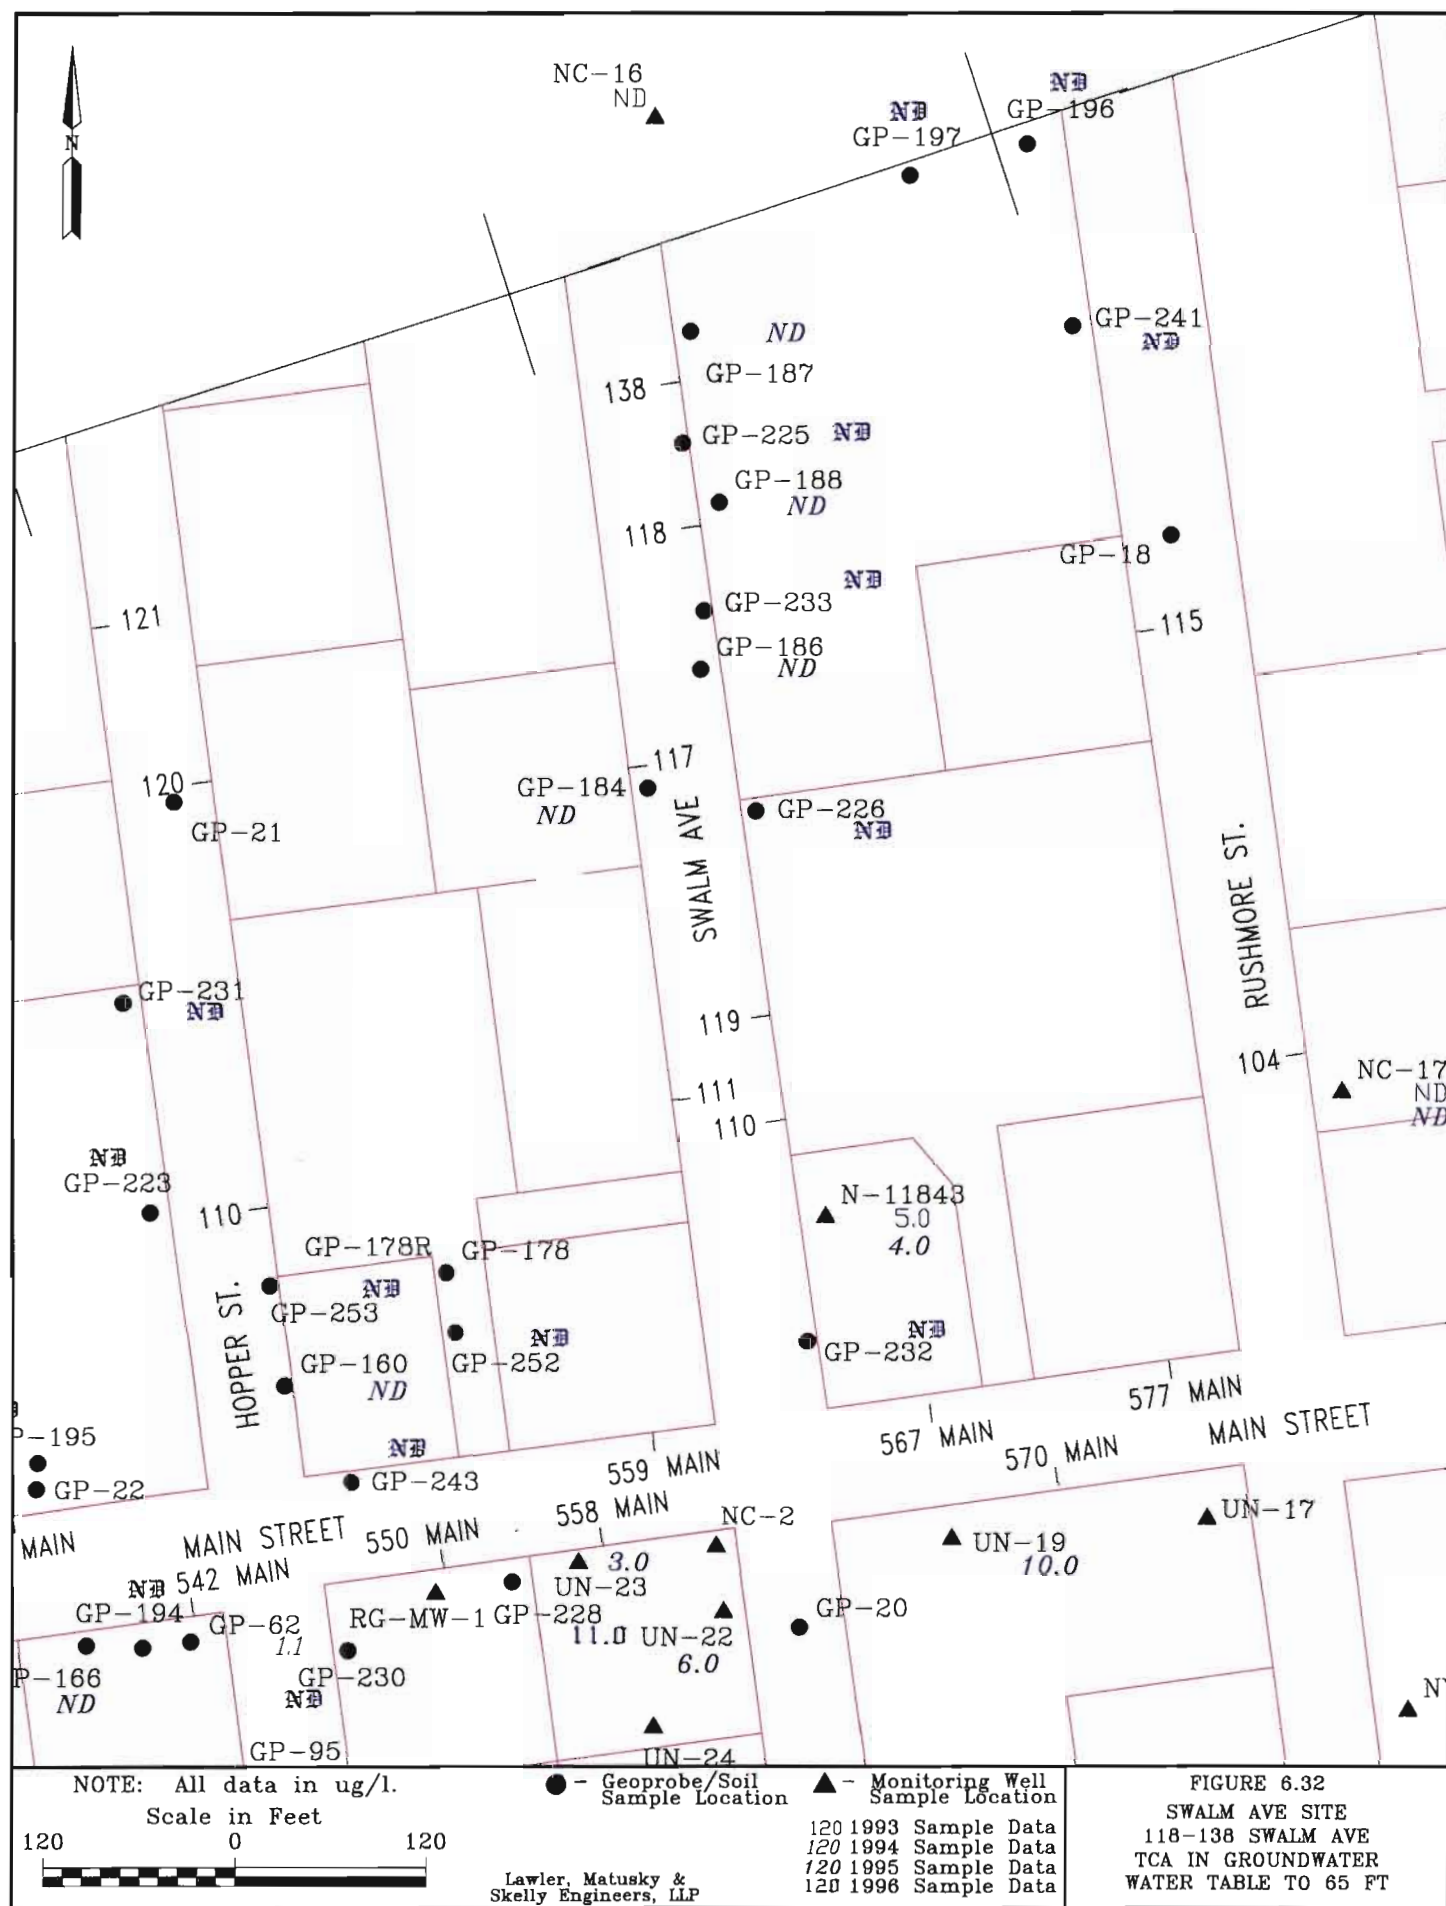 NC-16
ND
N
ND
GP-196
ND
GP-197
GP-241
ND
ND
GP-187
138
GP-225 ND
GP-188
ND
118
GP-18
ND
GP-233
121
115
GP-186
ND
117
GP-184
ND
120
GP-21
GP-226
ND
SWALM AVE
RUSHMORE ST.
GP-231
ND
119
104
NC-17
ND
ND
111
110
ND
GP-223
110
N-11843
5.0
4.0
GP-178R
GP-178
ND
GP-253
HOPPER ST.
ND
GP-252
ND
GP-232
GP-160
ND
577 MAIN
MAIN STREET
567 MAIN
570 MAIN
P-195
GP-22
ND
GP-243
559 MAIN
558 MAIN
550 MAIN
MAIN STREET
MAIN
542 MAIN
NC-2
UN-17
UN-19
10.0
3.0
UN-23
ND
GP-194
GP-62
1.1
RG-MW-1
GP-228
11.0 UN-22
6.0
GP-20
P-166
ND
GP-230
ND
GP-95
UN-24
NOTE: All data in ug/l.
Scale in Feet
120 0 120
- Geoprobe/Soil
Sample Location
- Monitoring Well
Sample Location
120 1993 Sample Data
120 1994 Sample Data
120 1995 Sample Data
120 1996 Sample Data
Lawler, Matusky &
Skelly Engineers, LLP
FIGURE 6.32
SWALM AVE SITE
118-138 SWALM AVE
TCA IN GROUNDWATER
WATER TABLE TO 65 FT